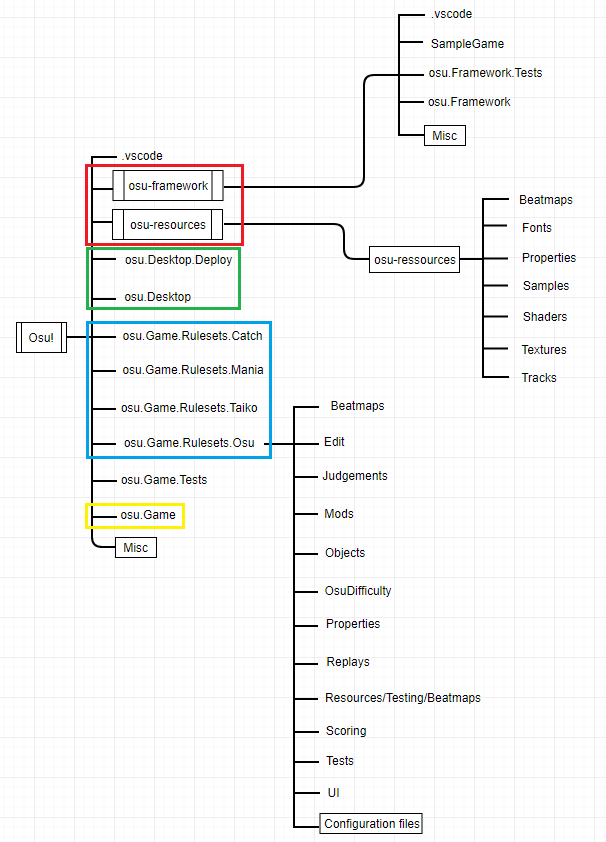 .vscode
SampleGame
osu.Framework.Tests
osu.Framework
Misc
.vscode
osu-framework
osu-resources
osu.Desktop.Deploy
osu.Desktop
Osu!
osu.Game.Rulesets.Catch
osu.Game.Rulesets.Mania
osu.Game.Rulesets.Taiko
osu.Game.Rulesets.Osu
osu.Game.Tests
osu.Game
Misc
osu-ressources
Beatmaps
Fonts
Properties
Samples
Shaders
Textures
Tracks
Beatmaps
Edit
Judgements
Mods
Objects
OsuDifficulty
Properties
Replays
Resources/Testing/Beatmaps
Scoring
Tests
UI
Configuration files